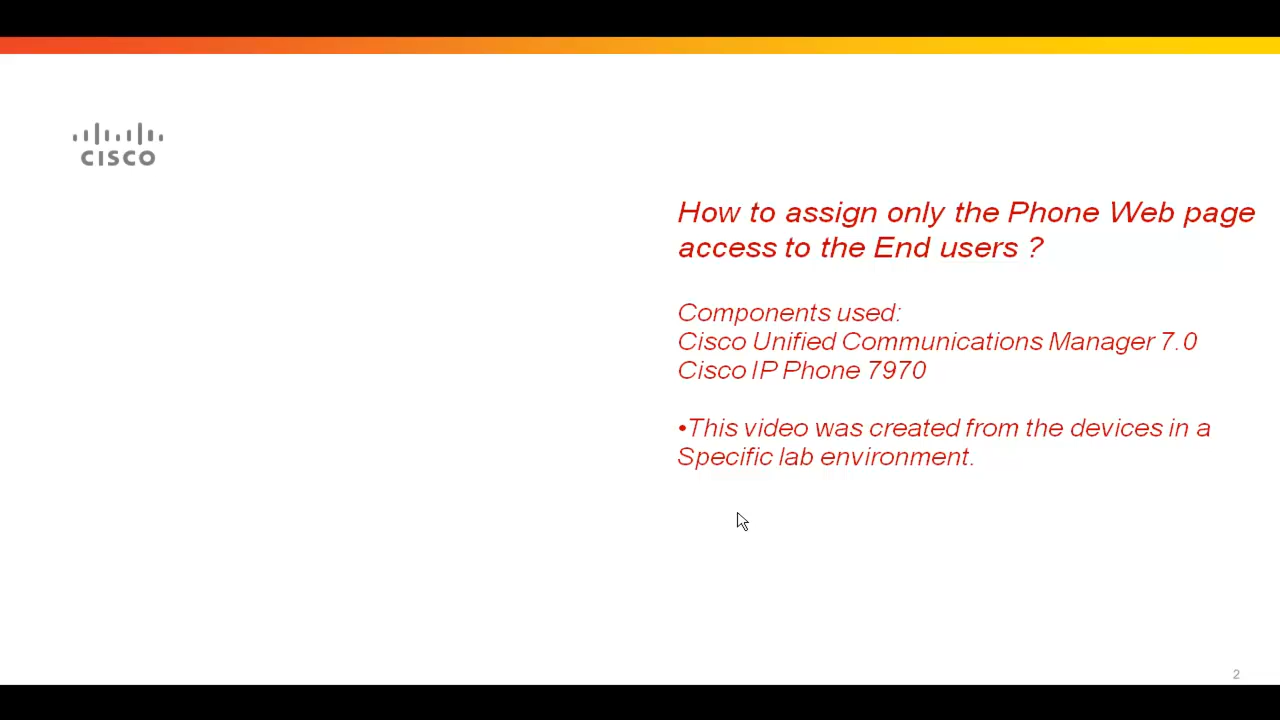 CISCO
How to assign only the Phone Web page
access to the End users ?
Components used:
Cisco Unified Communications Manager 7.0
Cisco IP Phone 7970
•This video was created from the devices in a
Specific lab environment.
2